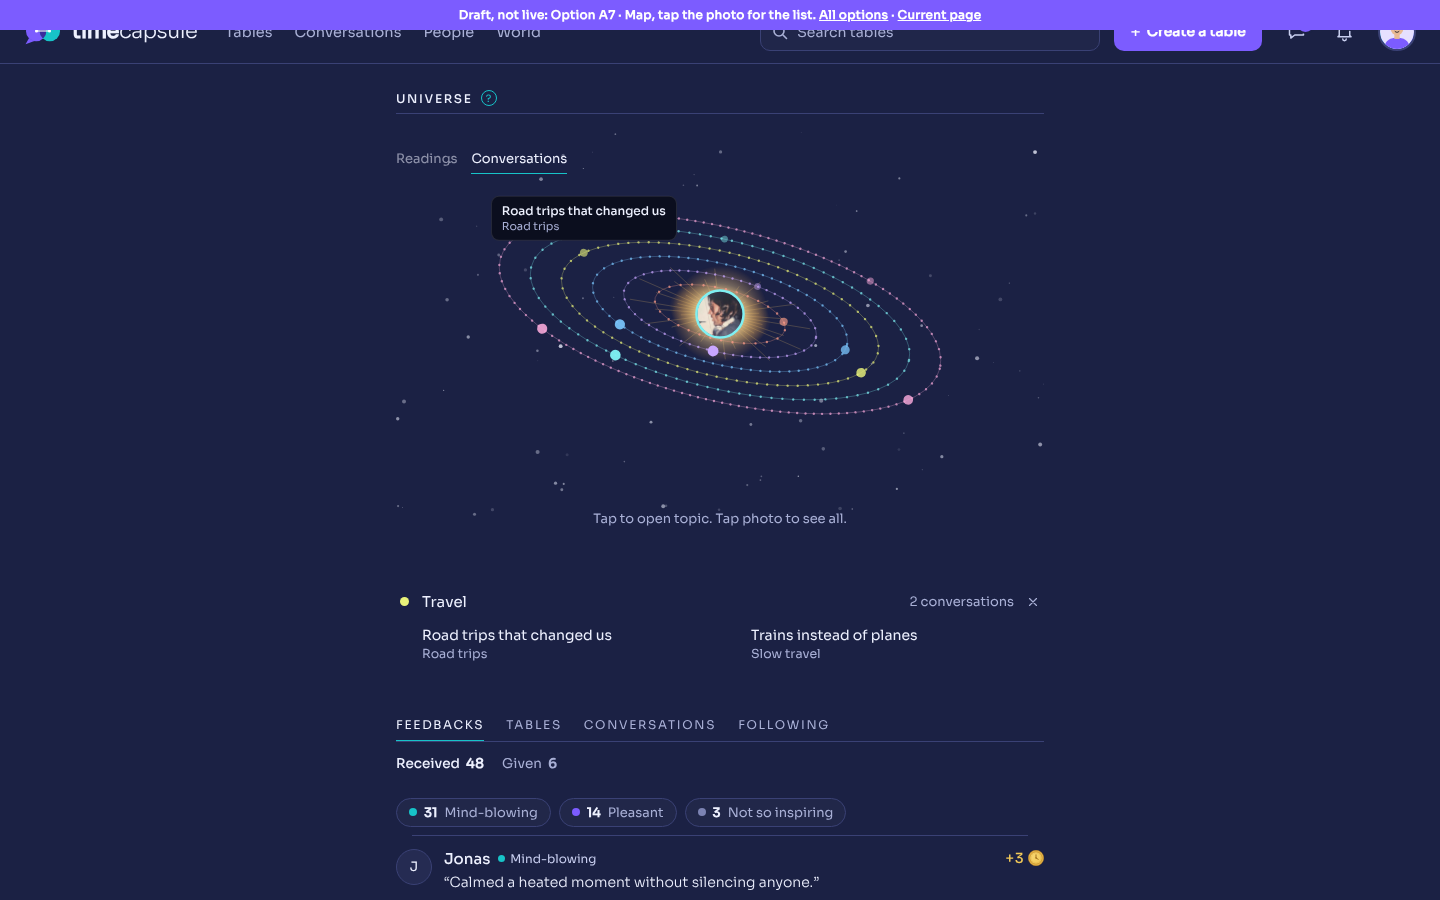 Draft, not live: Option A7 · Map, tap the photo for the list. All options · Current page
timecapsule Tables Conversations People World Search tables + Create a table
UNIVERSE ?
Readings Conversations
Road trips that changed us
Road trips
Tap to open topic. Tap photo to see all.
Travel 2 conversations ×
Road trips that changed us Trains instead of planes
Road trips Slow travel
FEEDBACKS TABLES CONVERSATIONS FOLLOWING
Received 48 Given 6
31 Mind-blowing 14 Pleasant 3 Not so inspiring
J Jonas Mind-blowing +3
“Calmed a heated moment without silencing anyone.”